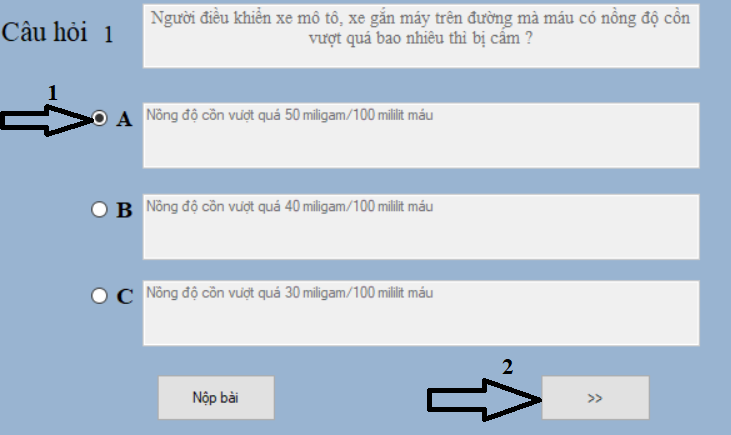 Câu hỏi 1
Người điều khiển xe mô tô, xe gắn máy trên đường mà máu có nồng độ cồn
vượt quá bao nhiêu thì bị cấm ?
1
A
Nồng độ cồn vượt quá 50 miligam/100 mililit máu
B
Nồng độ cồn vượt quá 40 miligam/100 mililit máu
C
Nồng độ cồn vượt quá 30 miligam/100 mililit máu
Nộp bài
2
>>